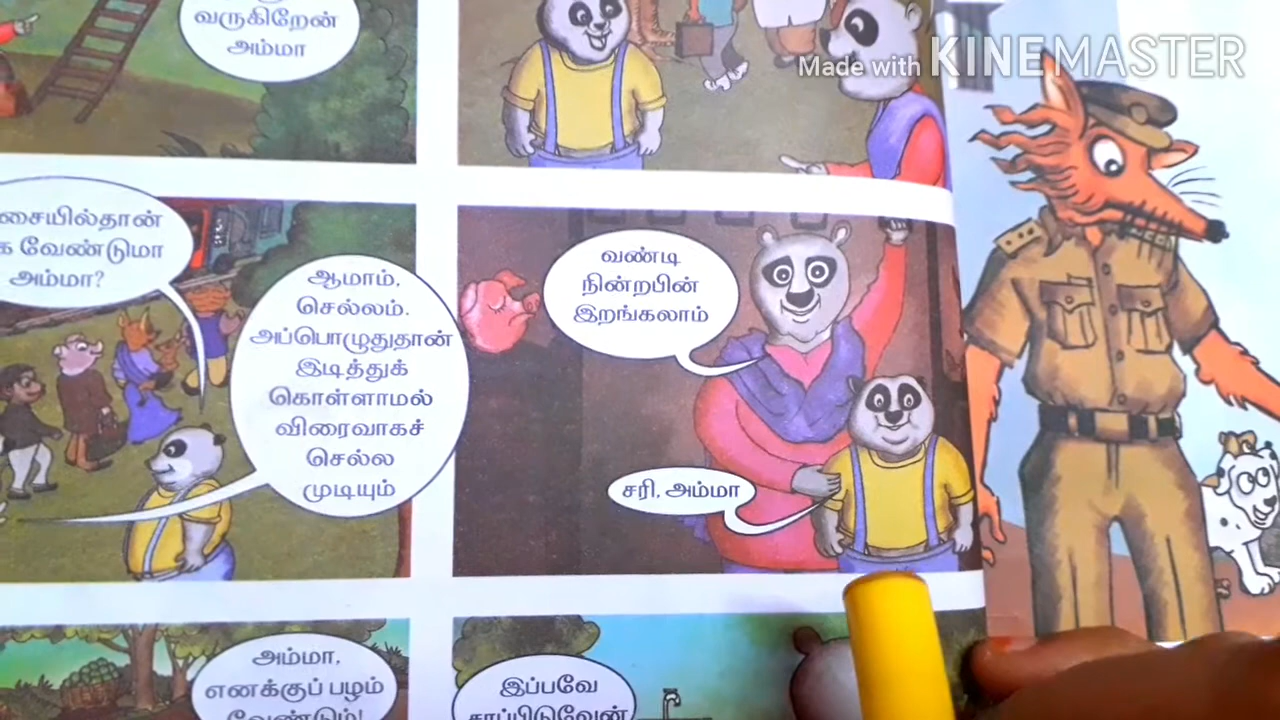 வருகிறேன்
அம்மா
Made with KINEMASTER
வேண்டுமா
அம்மா?
ஆமாம்,
செல்லம்.
அப்பொழுதுதான்
இடித்துக்
கொள்ளாமல்
விரைவாகச்
செல்ல
முடியும்
வண்டி
நின்றபின்
இறங்கலாம்
சரி, அம்மா
அம்மா,
எனக்குப் பழம்
வேண்டும்!
இப்பவே
சாப்பிடுவேன்